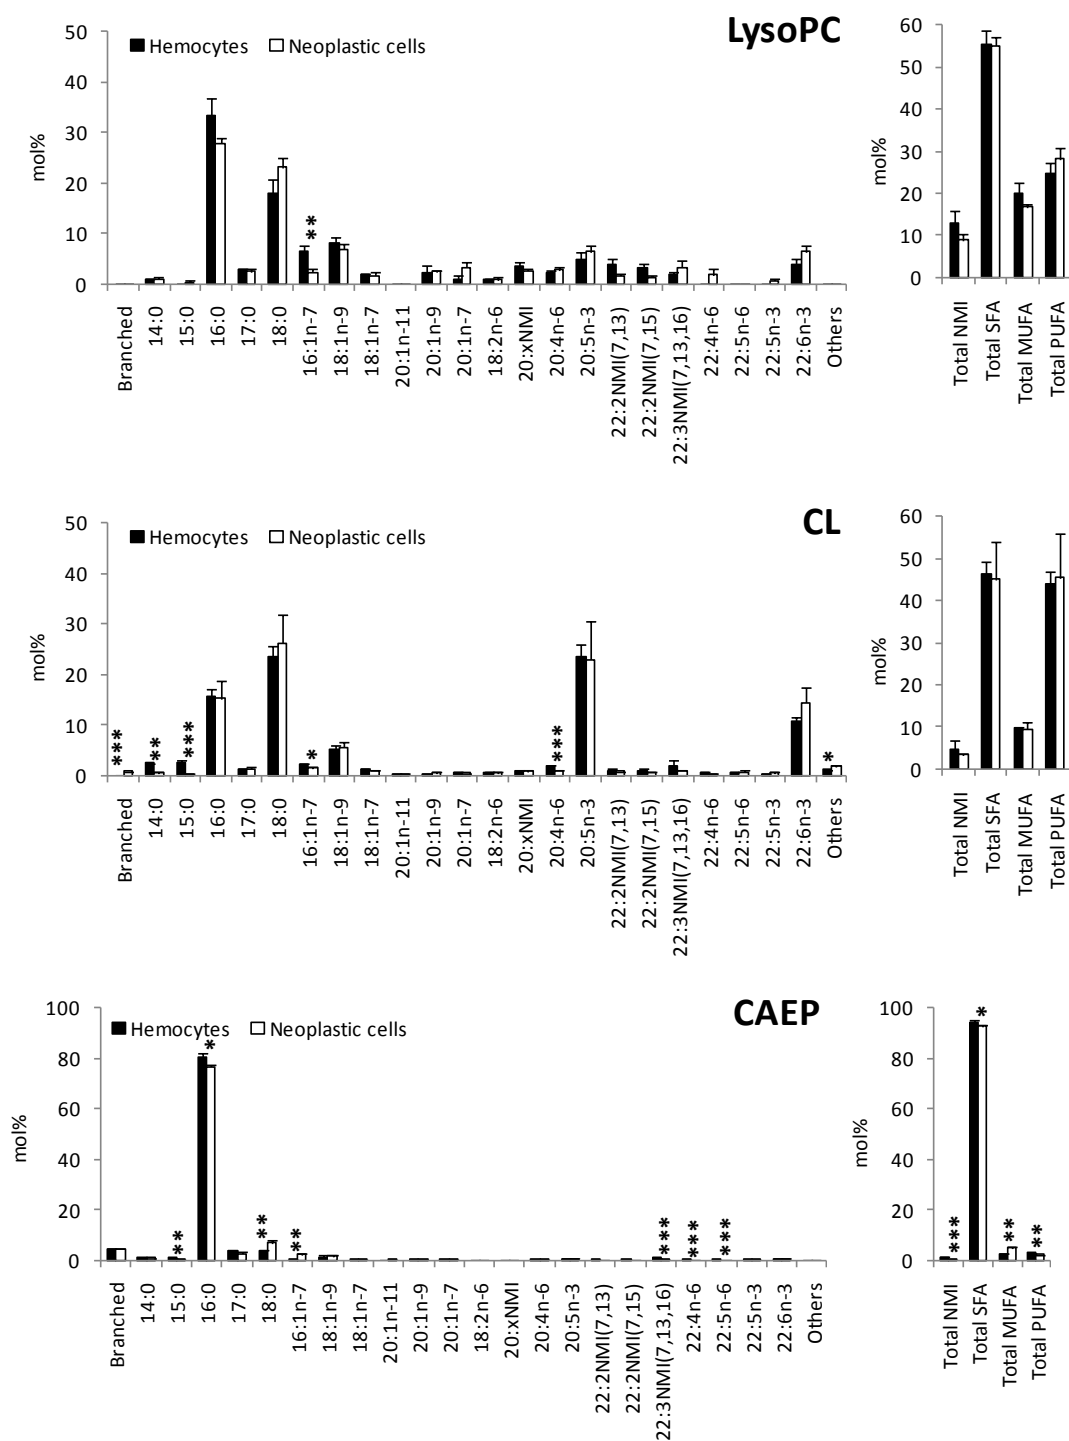 LysoPC
Hemocytes Neoplastic cells
mol%
50
40
30
20
10
0
** 
Branched
14:0
15:0
16:0
17:0
18:0
16:1n-7
18:1n-9
18:1n-7
20:1n-11
20:1n-9
20:1n-7
18:2n-6
20:xNMI
20:4n-6
20:5n-3
22:2NMI(7,13)
22:2NMI(7,15)
22:3NMI(7,13,16)
22:4n-6
22:5n-6
22:5n-3
22:6n-3
Others
mol%
60
50
40
30
20
10
0
Total NMI
Total SFA
Total MUFA
Total PUFA
CL
Hemocytes Neoplastic cells
mol%
50
40
30
20
10
0
***
**
***
*
***
*
Branched
14:0
15:0
16:0
17:0
18:0
16:1n-7
18:1n-9
18:1n-7
20:1n-11
20:1n-9
20:1n-7
18:2n-6
20:xNMI
20:4n-6
20:5n-3
22:2NMI(7,13)
22:2NMI(7,15)
22:3NMI(7,13,16)
22:4n-6
22:5n-6
22:5n-3
22:6n-3
Others
mol%
60
50
40
30
20
10
0
Total NMI
Total SFA
Total MUFA
Total PUFA
CAEP
Hemocytes Neoplastic cells
mol%
100
80
60
40
20
0
**
*
**
**
***
***
***
Branched
14:0
15:0
16:0
17:0
18:0
16:1n-7
18:1n-9
18:1n-7
20:1n-11
20:1n-9
20:1n-7
18:2n-6
20:xNMI
20:4n-6
20:5n-3
22:2NMI(7,13)
22:2NMI(7,15)
22:3NMI(7,13,16)
22:4n-6
22:5n-6
22:5n-3
22:6n-3
Others
mol%
100
80
60
40
20
0
***
*
**
**
Total NMI
Total SFA
Total MUFA
Total PUFA